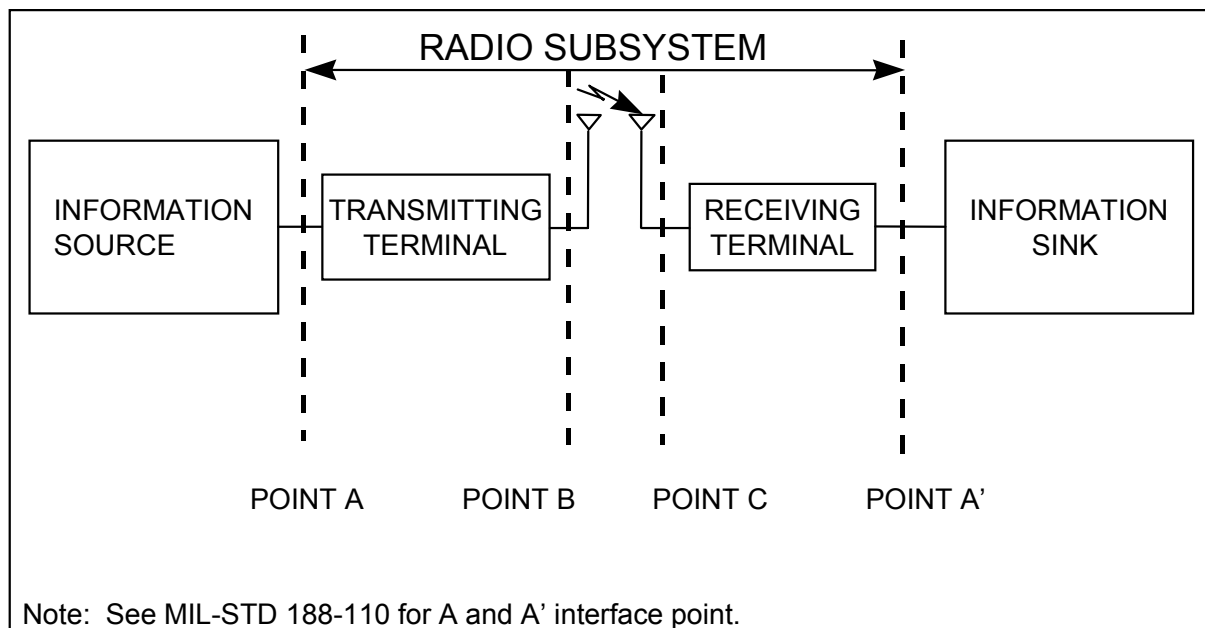 RADIO SUBSYSTEM
INFORMATION
SOURCE
TRANSMITTING
TERMINAL
RECEIVING
TERMINAL
INFORMATION
SINK
POINT A
POINT B
POINT C
POINT A’
Note: See MIL-STD 188-110 for A and A’ interface point.